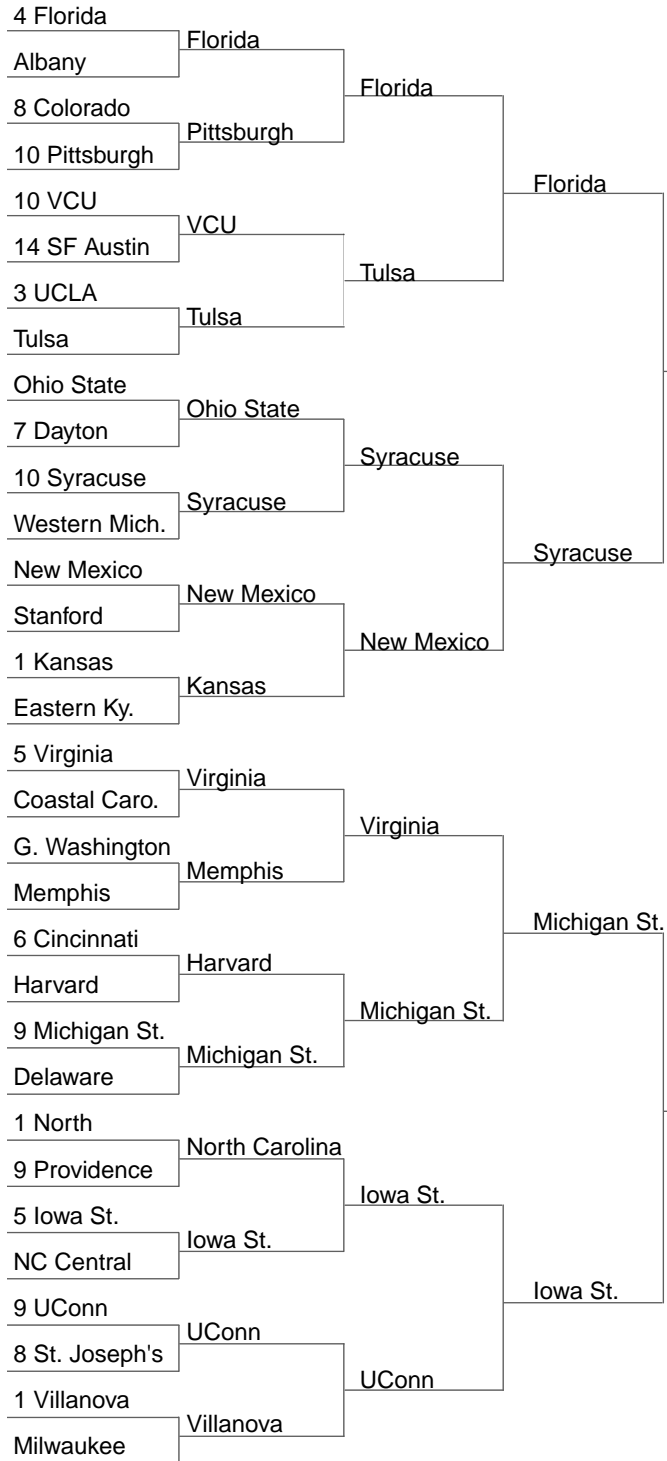 4 Florida
Albany
8 Colorado
10 Pittsburgh
10 VCU
14 SF Austin
3 UCLA
Tulsa
Ohio State
7 Dayton
10 Syracuse
Western Mich.
New Mexico
Stanford
1 Kansas
Eastern Ky.
5 Virginia
Coastal Caro.
G. Washington
Memphis
6 Cincinnati
Harvard
9 Michigan St.
Delaware
1 North
9 Providence
5 Iowa St.
NC Central
9 UConn
8 St. Joseph's
1 Villanova
Milwaukee
Florida
Pittsburgh
VCU
Tulsa
Ohio State
Syracuse
New Mexico
Kansas
Virginia
Memphis
Harvard
Michigan St.
North Carolina
Iowa St.
UConn
Villanova
Florida
Tulsa
Syracuse
New Mexico
Virginia
Michigan St.
Iowa St.
UConn
Florida
Syracuse
Michigan St.
Iowa St.